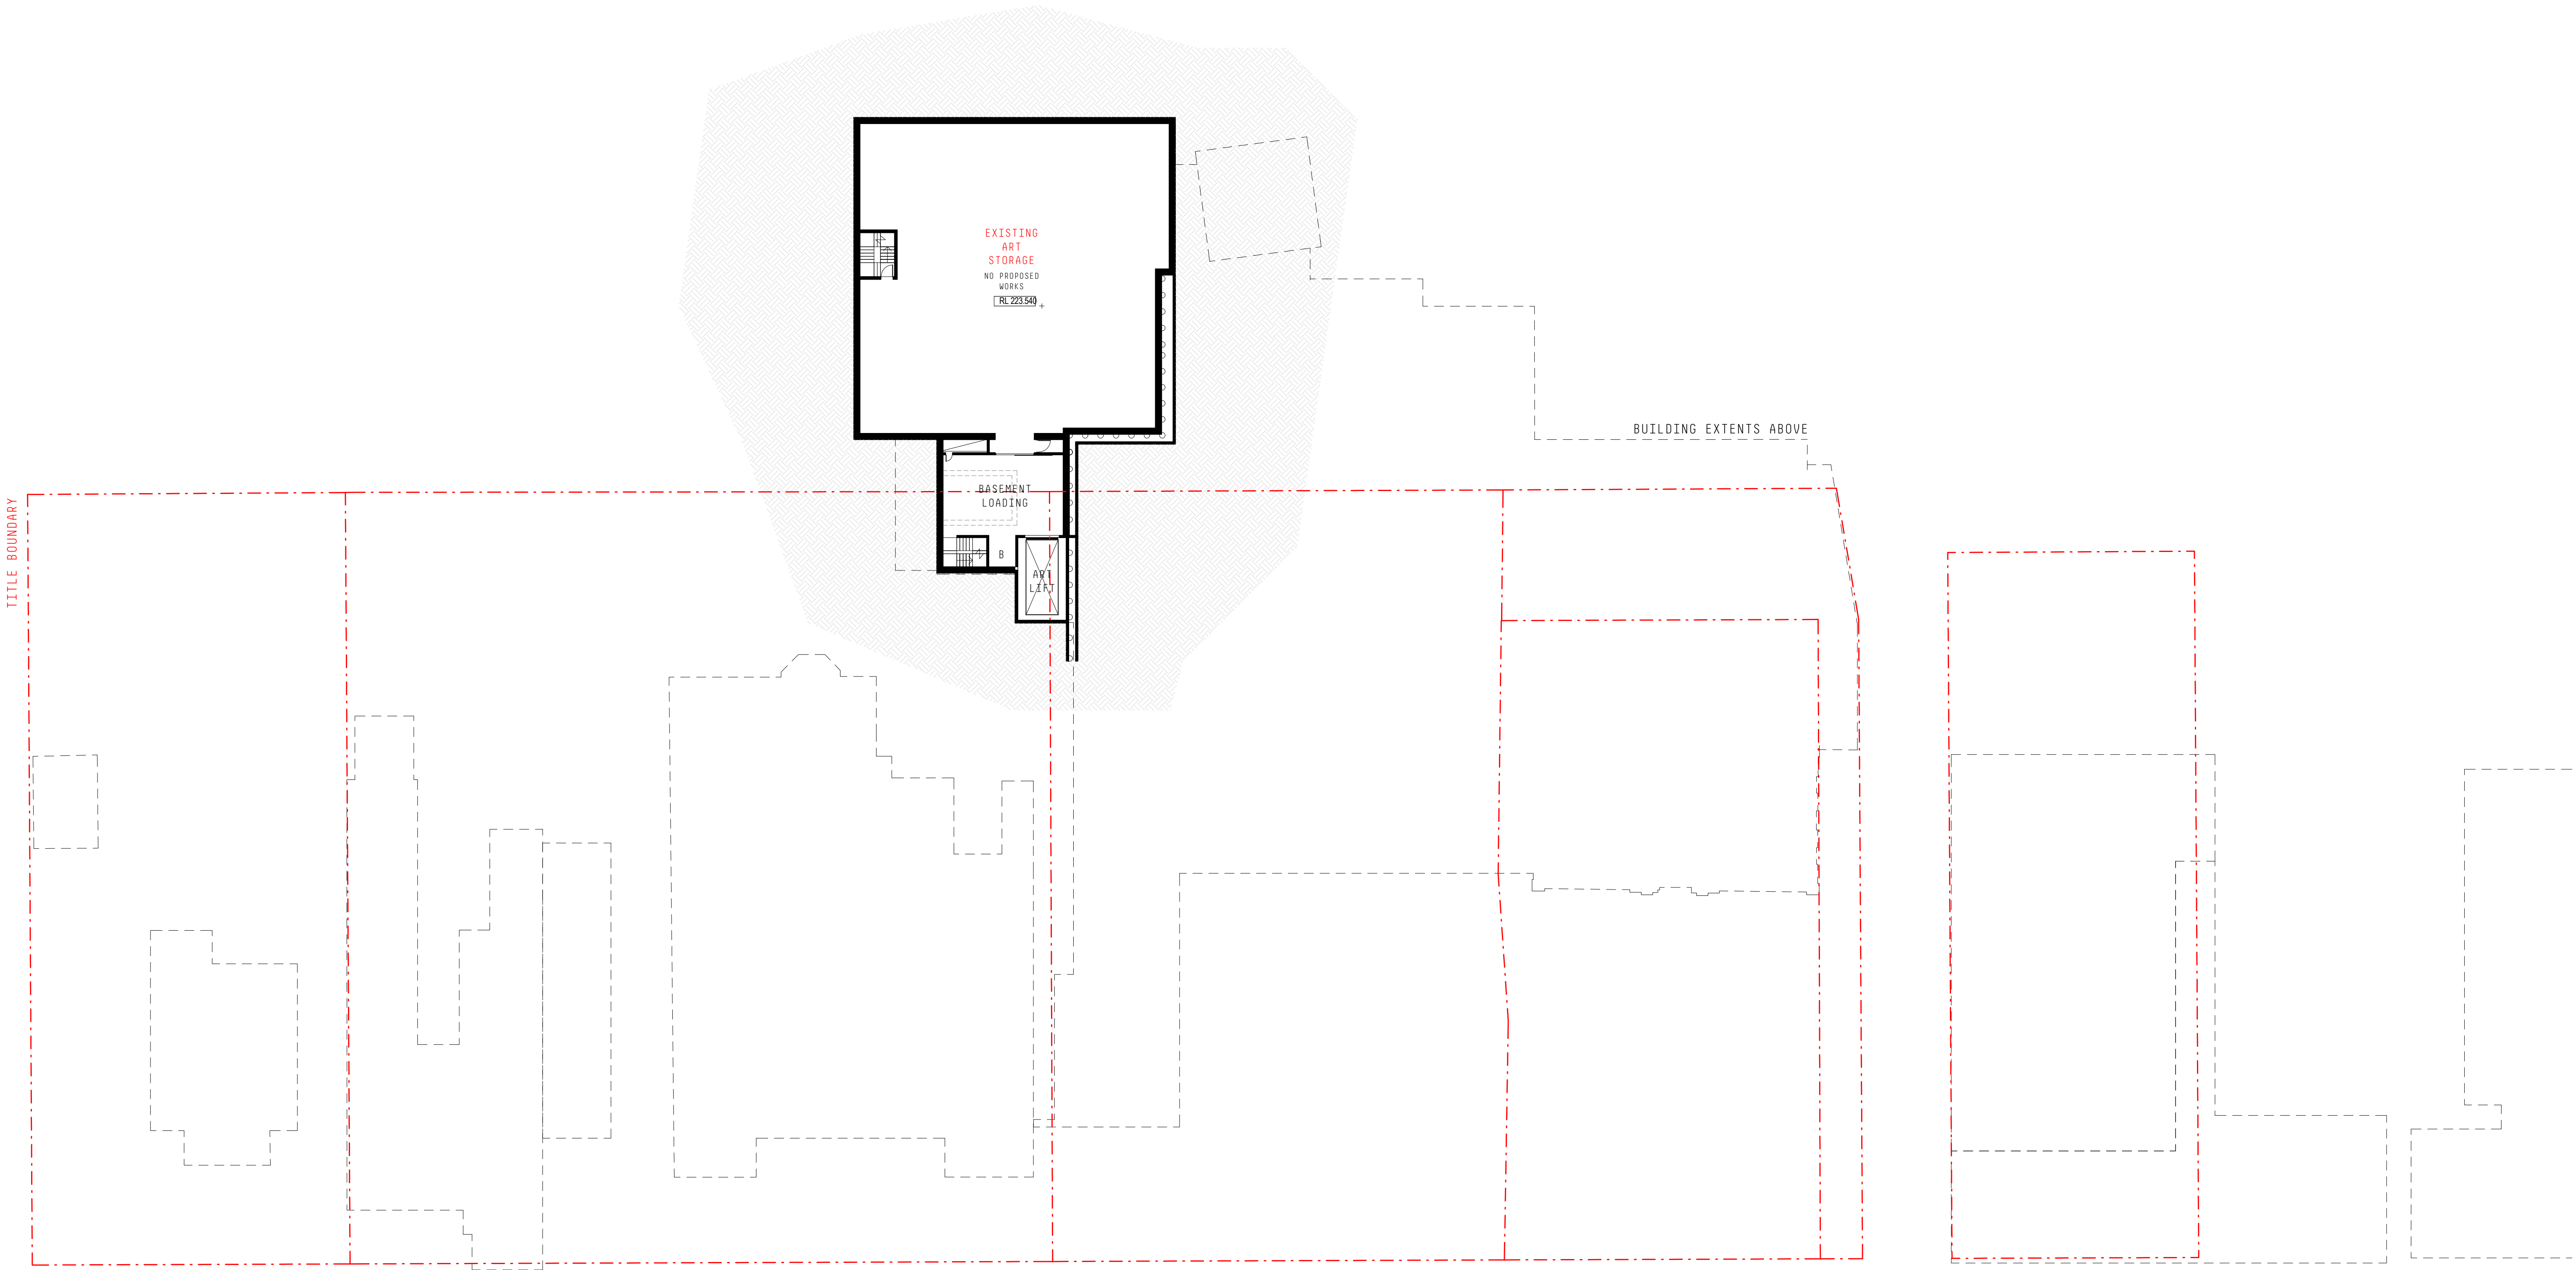 EXISTING
ART
STORAGE
NO PROPOSED
WORKS
RL 223.540
BUILDING EXTENTS ABOVE
TITLE BOUNDARY
BASEMENT
LOADING
B
ART
LIFT